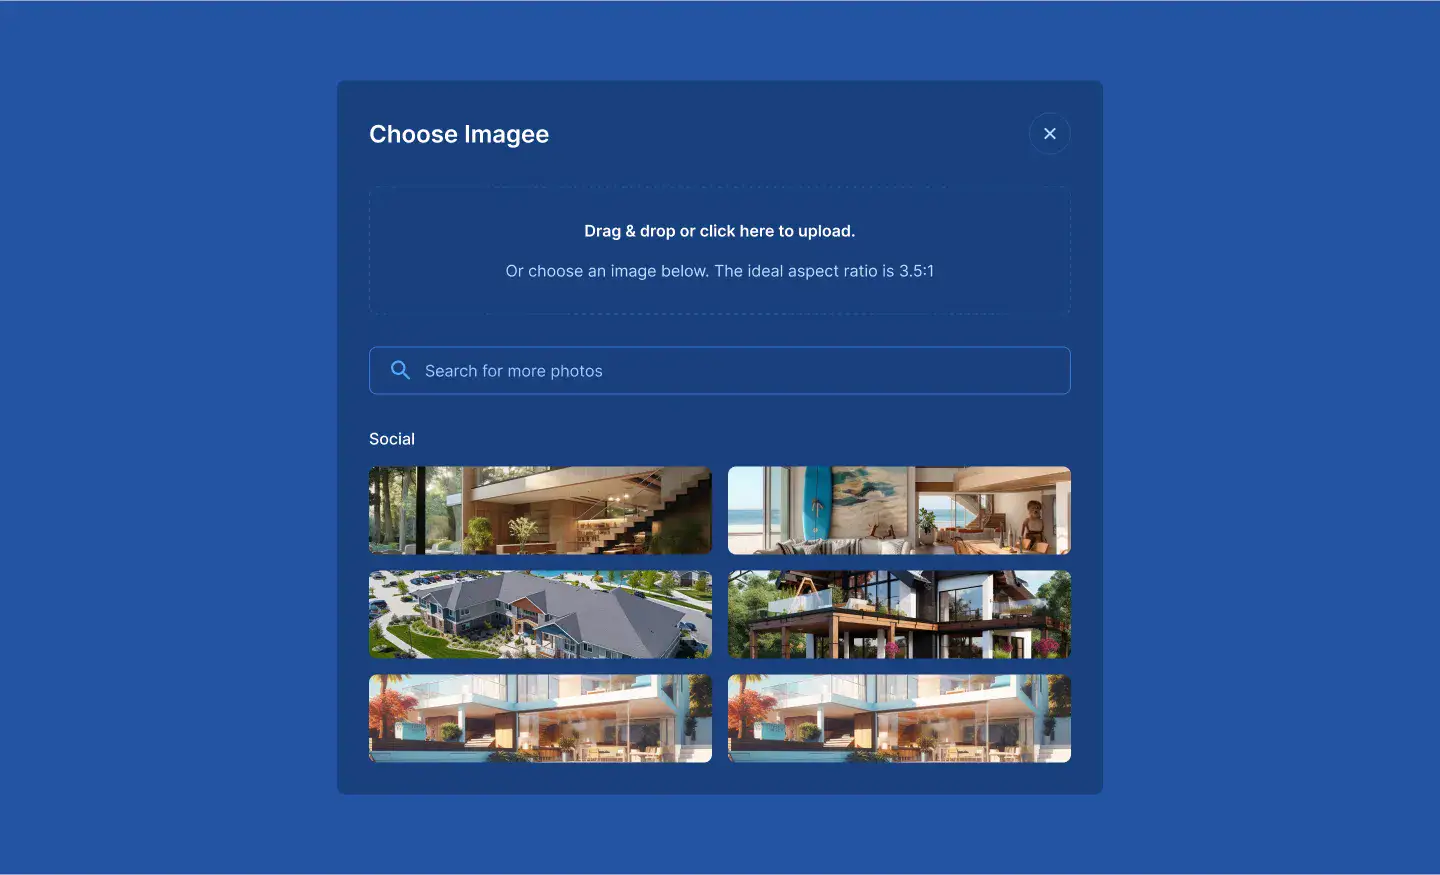 Choose Imagee
Drag & drop or click here to upload.
Or choose an image below. The ideal aspect ratio is 3.5:1
Search for more photos
Social